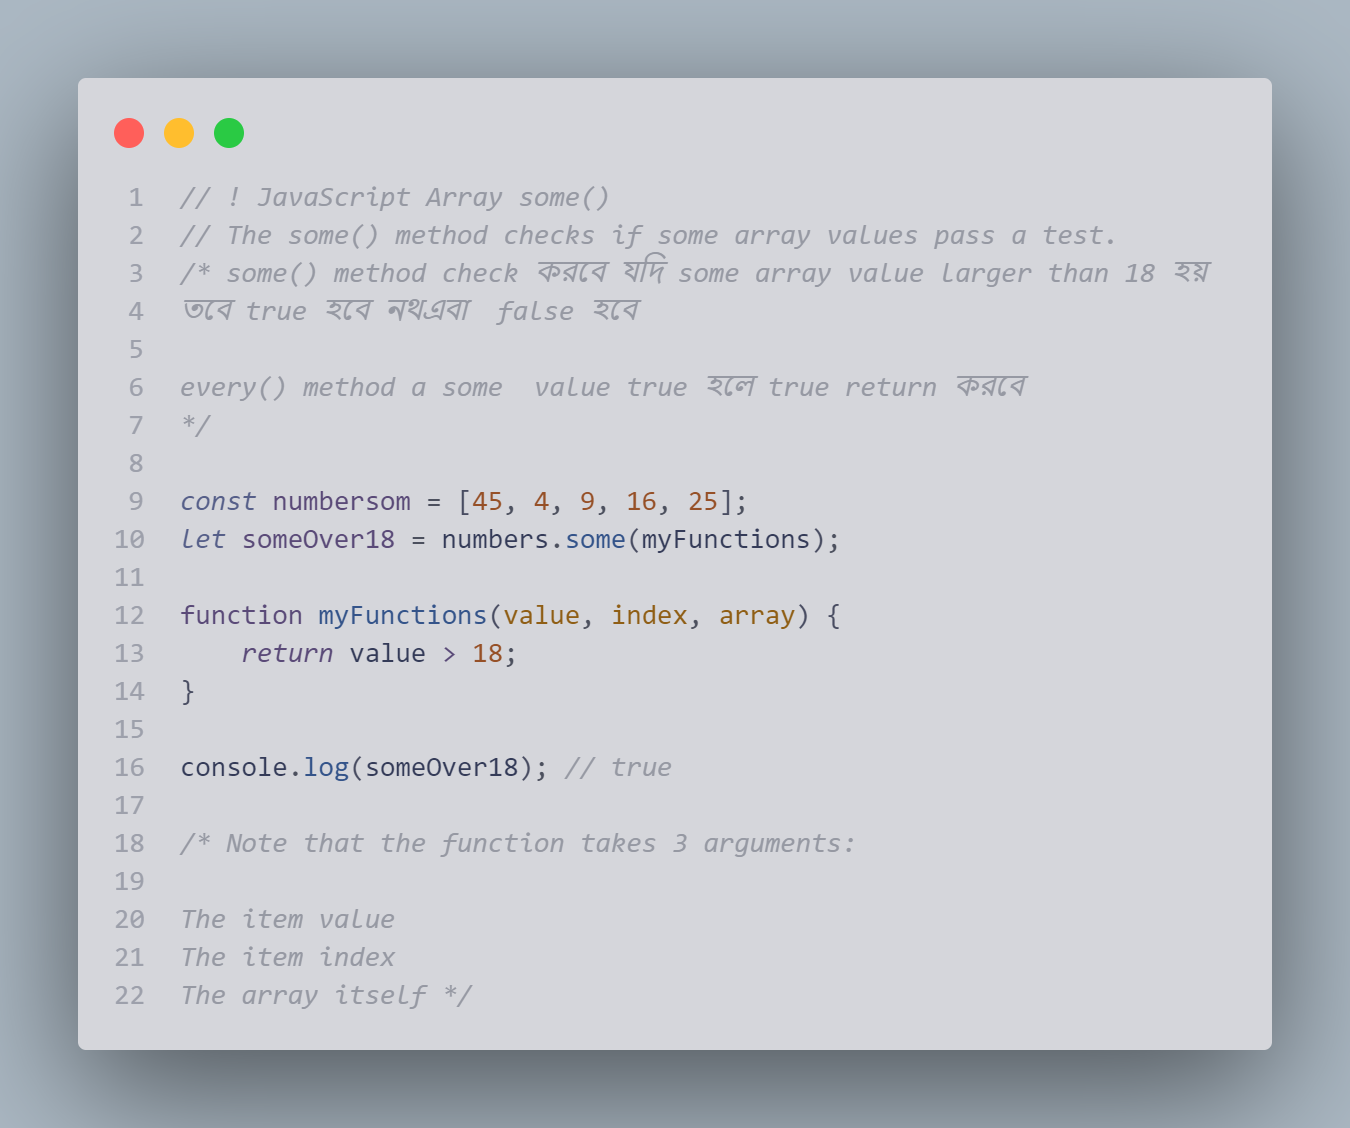 1 // ! JavaScript Array some()
2 // The some() method checks if some array values pass a test.
3 /* some() method check করবে যদি some array value larger than 18 হয়
4 তবে true হবে নথএবা  false হবে
5
6 every() method a some  value true হলে true return করবে
7 */
8
9 const numbersom = [45, 4, 9, 16, 25];
10 let someOver18 = numbers.some(myFunctions);
11
12 function myFunctions(value, index, array) {
13     return value > 18;
14 }
15
16 console.log(someOver18); // true
17
18 /* Note that the function takes 3 arguments:
19
20 The item value
21 The item index
22 The array itself */